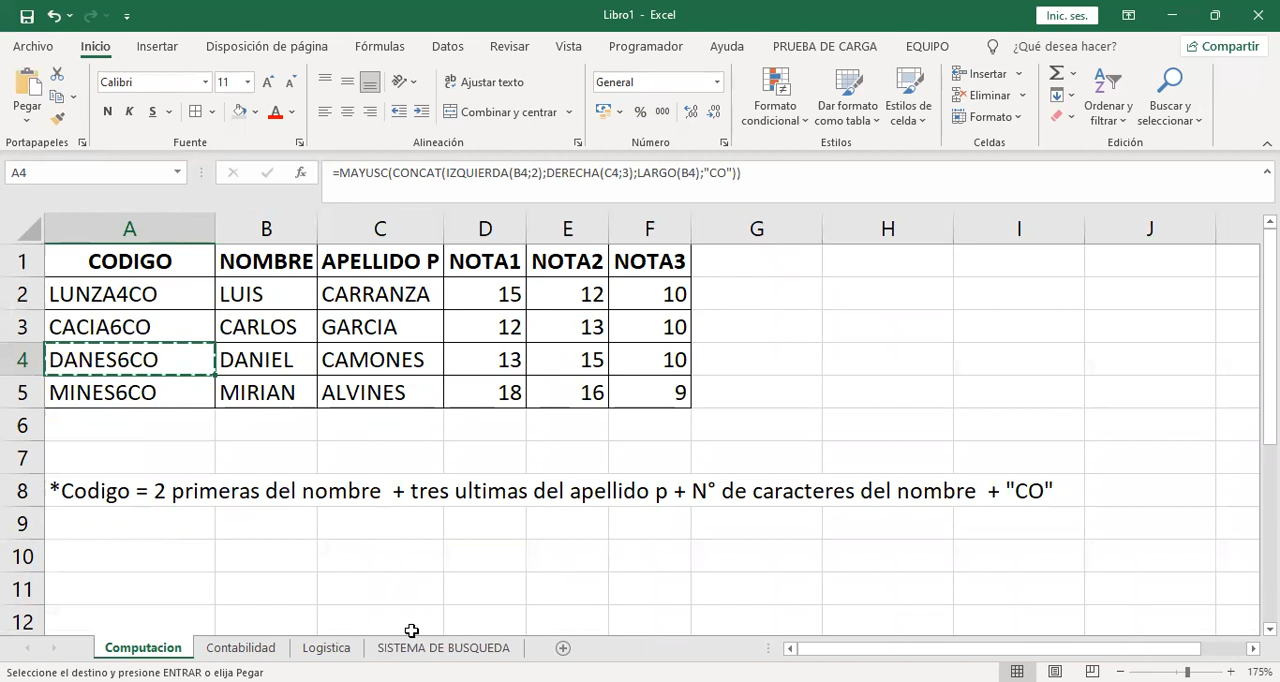 Libro1 - Excel
Inic. ses.
Archivo Inicio Insertar Disposición de página Fórmulas Datos Revisar Vista Programador Ayuda PRUEBA DE CARGA EQUIPO ¿Qué desea hacer? Compartir
Pegar
Calibri 11
N K S
Ajustar texto
Combinar y centrar
General
% 000
Formato condicional
Dar formato como tabla
Estilos de celda
Insertar
Eliminar
Formato
Ordenar y filtrar
Buscar y seleccionar
Portapapeles Fuente Alineación Número Estilos Celdas Edición
A4 fx =MAYUSC(CONCAT(IZQUIERDA(B4;2);DERECHA(C4;3);LARGO(B4);"CO"))
A B C D E F G H I J
1 CODIGO NOMBRE APELLIDO P NOTA1 NOTA2 NOTA3
2 LUNZA4CO LUIS CARRANZA 15 12 10
3 CACIA6CO CARLOS GARCIA 12 13 10
4 DANES6CO DANIEL CAMONES 13 15 10
5 MINES6CO MIRIAN ALVINES 18 16 9
6
7
8 *Codigo = 2 primeras del nombre + tres ultimas del apellido p + N° de caracteres del nombre + "CO"
9
10
11
12
Computacion Contabilidad Logistica SISTEMA DE BUSQUEDA
Seleccione el destino y presione ENTRAR o elija Pegar 175%